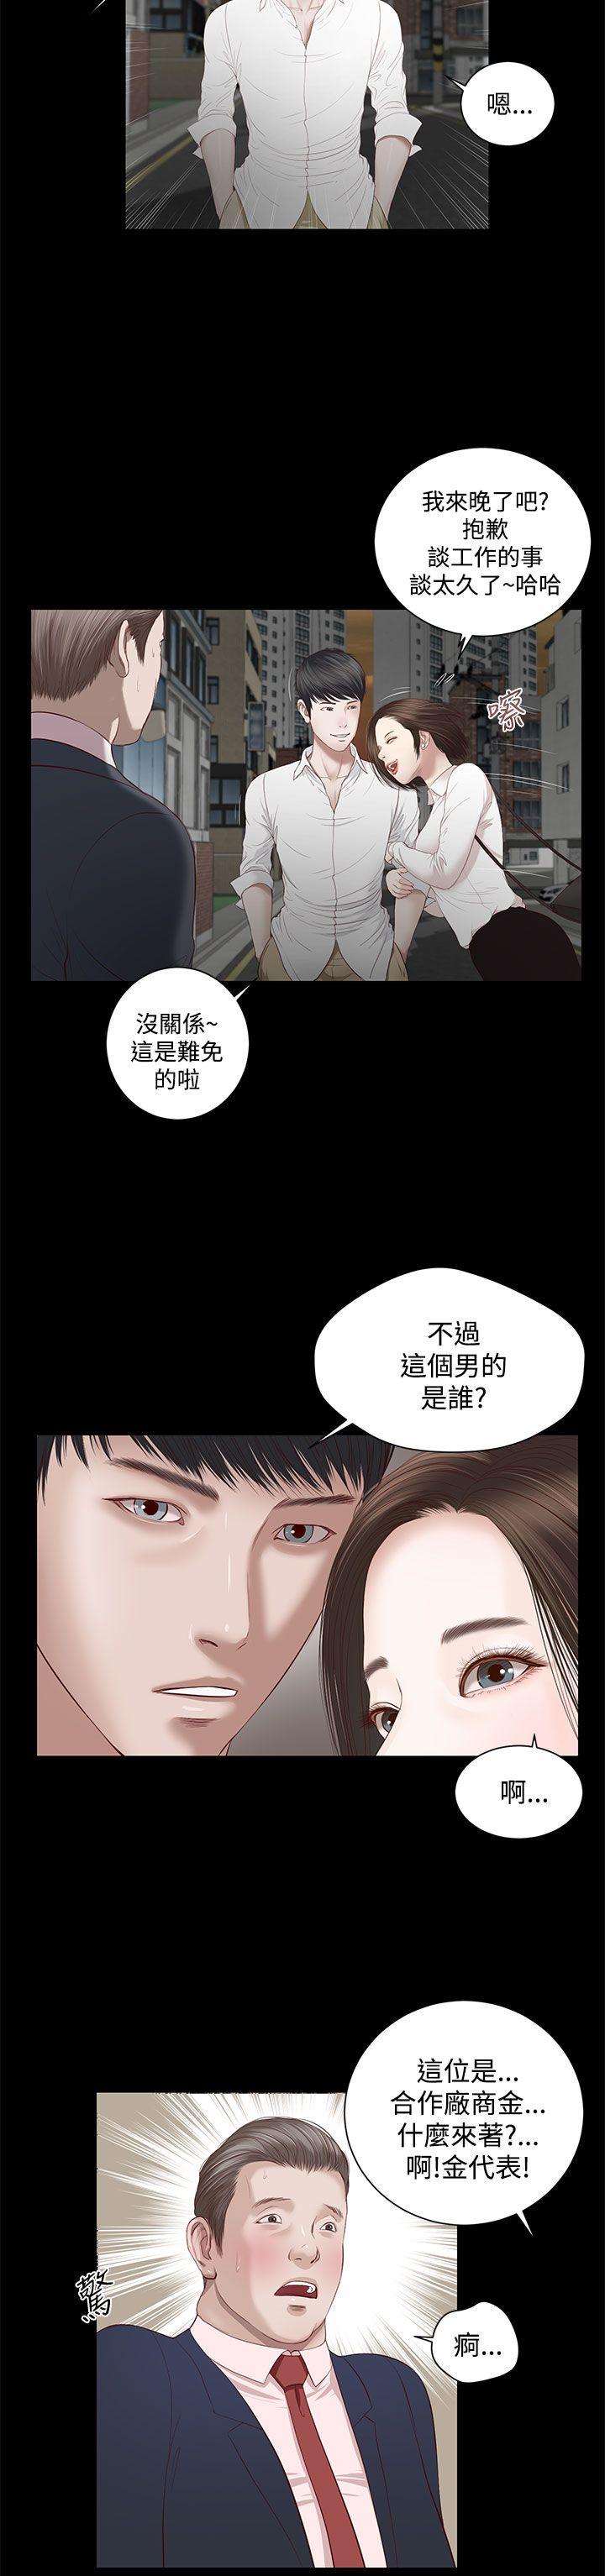 嗯...
我來晚了吧?
抱歉
談工作的事
談太久了~哈哈
嚓
沒關係~
這是難免
的啦
不過
這個男的
是誰?
啊...
這位是...
合作廠商金...
什麼來著?...
啊!金代表!
驚
痾...